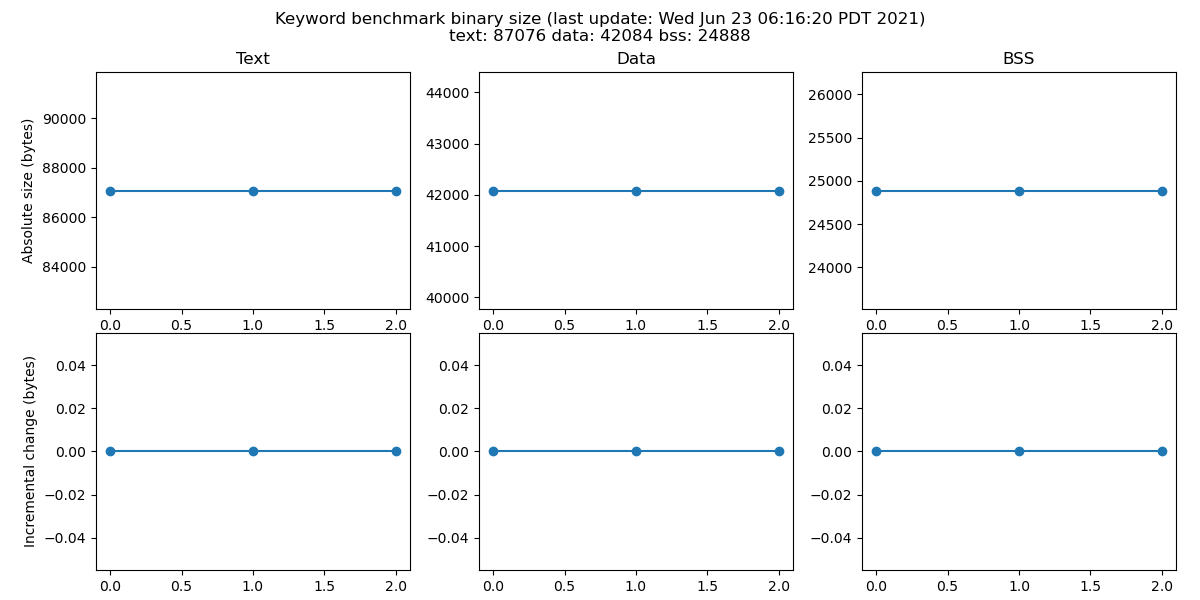 Keyword benchmark binary size (last update: Wed Jun 23 06:16:20 PDT 2021)
text: 87076 data: 42084 bss: 24888
Text
Data
BSS
Absolute size (bytes)
90000
88000
86000
84000
0.0 0.5 1.0 1.5 2.0
44000
43000
42000
41000
40000
0.0 0.5 1.0 1.5 2.0
26000
25500
25000
24500
24000
0.0 0.5 1.0 1.5 2.0
Incremental change (bytes)
0.04
0.02
0.00
−0.02
−0.04
0.0 0.5 1.0 1.5 2.0
0.04
0.02
0.00
−0.02
−0.04
0.0 0.5 1.0 1.5 2.0
0.04
0.02
0.00
−0.02
−0.04
0.0 0.5 1.0 1.5 2.0